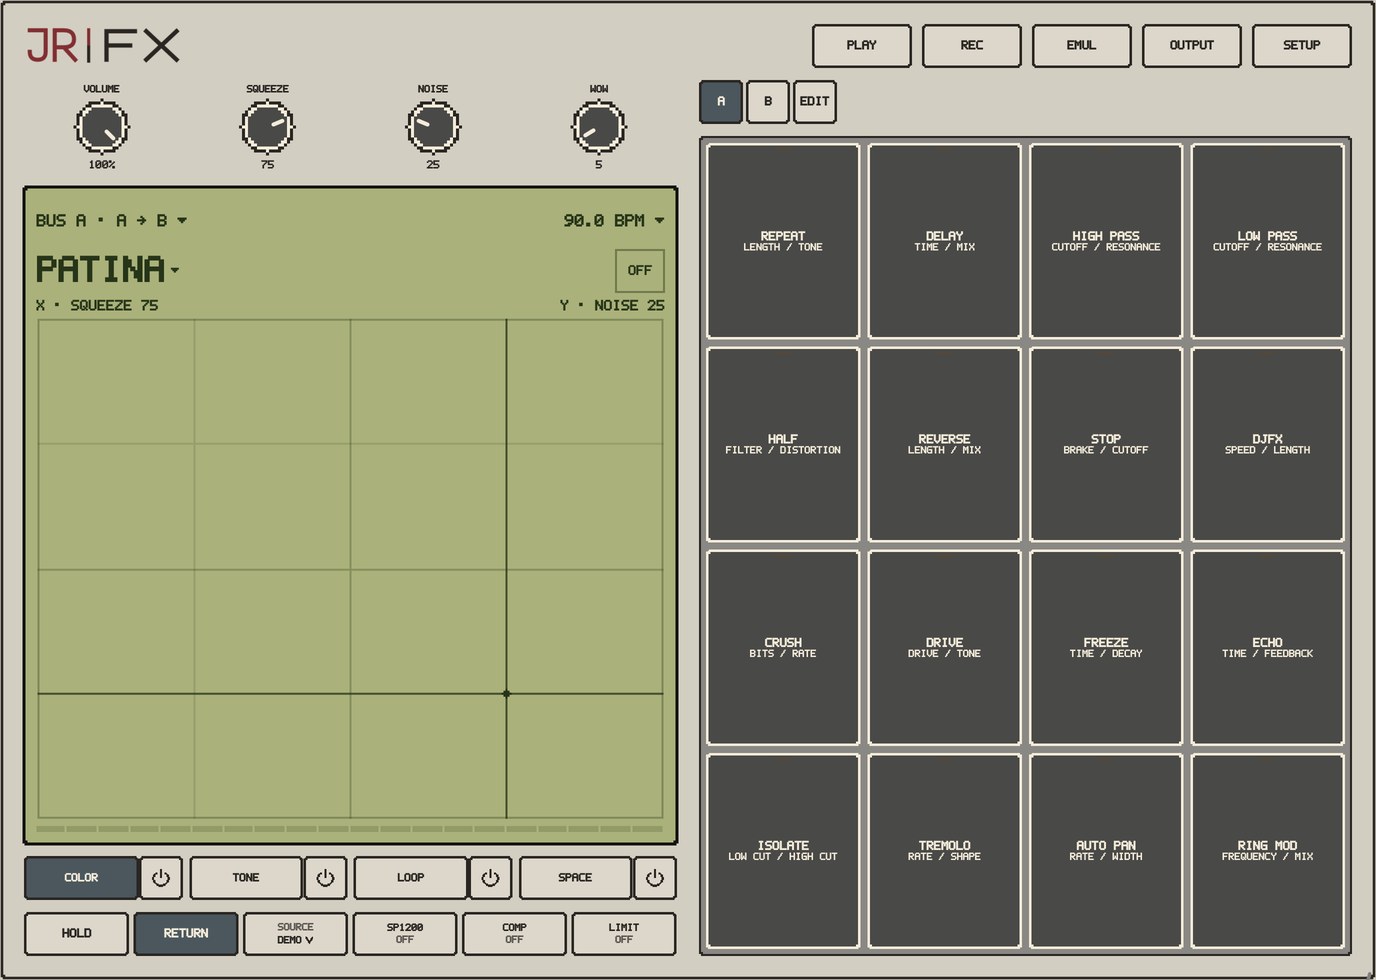 JR|FX
PLAY
REC
EMUL
OUTPUT
SETUP
VOLUME
SQUEEZE
NOISE
WOW
100%
75
25
5
A
B
EDIT
BUS A · A → B
90.0 BPM
PATINA
OFF
X · SQUEEZE 75
Y · NOISE 25
REPEAT
LENGTH / TONE
DELAY
TIME / MIX
HIGH PASS
CUTOFF / RESONANCE
LOW PASS
CUTOFF / RESONANCE
HALF
FILTER / DISTORTION
REVERSE
LENGTH / MIX
STOP
BRAKE / CUTOFF
DJFX
SPEED / LENGTH
CRUSH
BITS / RATE
DRIVE
DRIVE / TONE
FREEZE
TIME / DECAY
ECHO
TIME / FEEDBACK
ISOLATE
LOW CUT / HIGH CUT
TREMOLO
RATE / SHAPE
AUTO PAN
RATE / WIDTH
RING MOD
FREQUENCY / MIX
COLOR
TONE
LOOP
SPACE
HOLD
RETURN
SOURCE
DEMO
SP1200
OFF
COMP
OFF
LIMIT
OFF